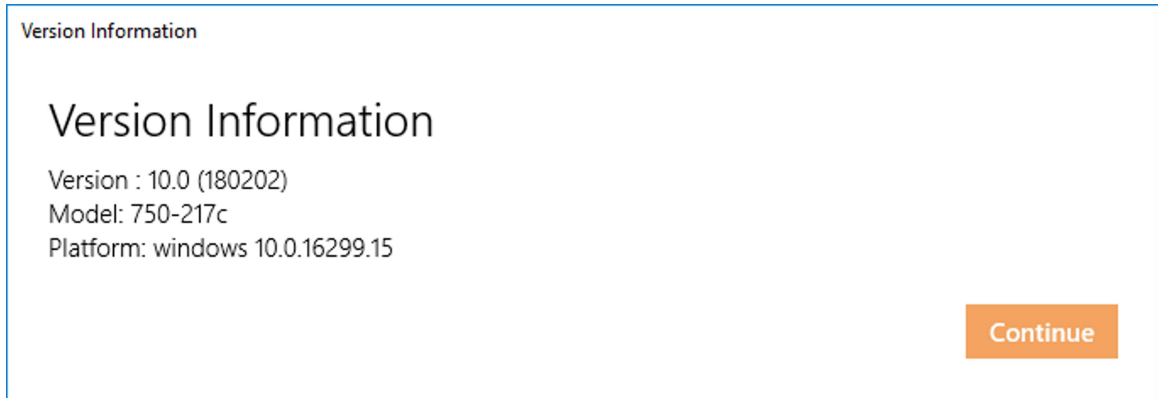 Version Information
Version Information
Version : 10.0 (180202)
Model: 750-217c
Platform: windows 10.0.16299.15
Continue